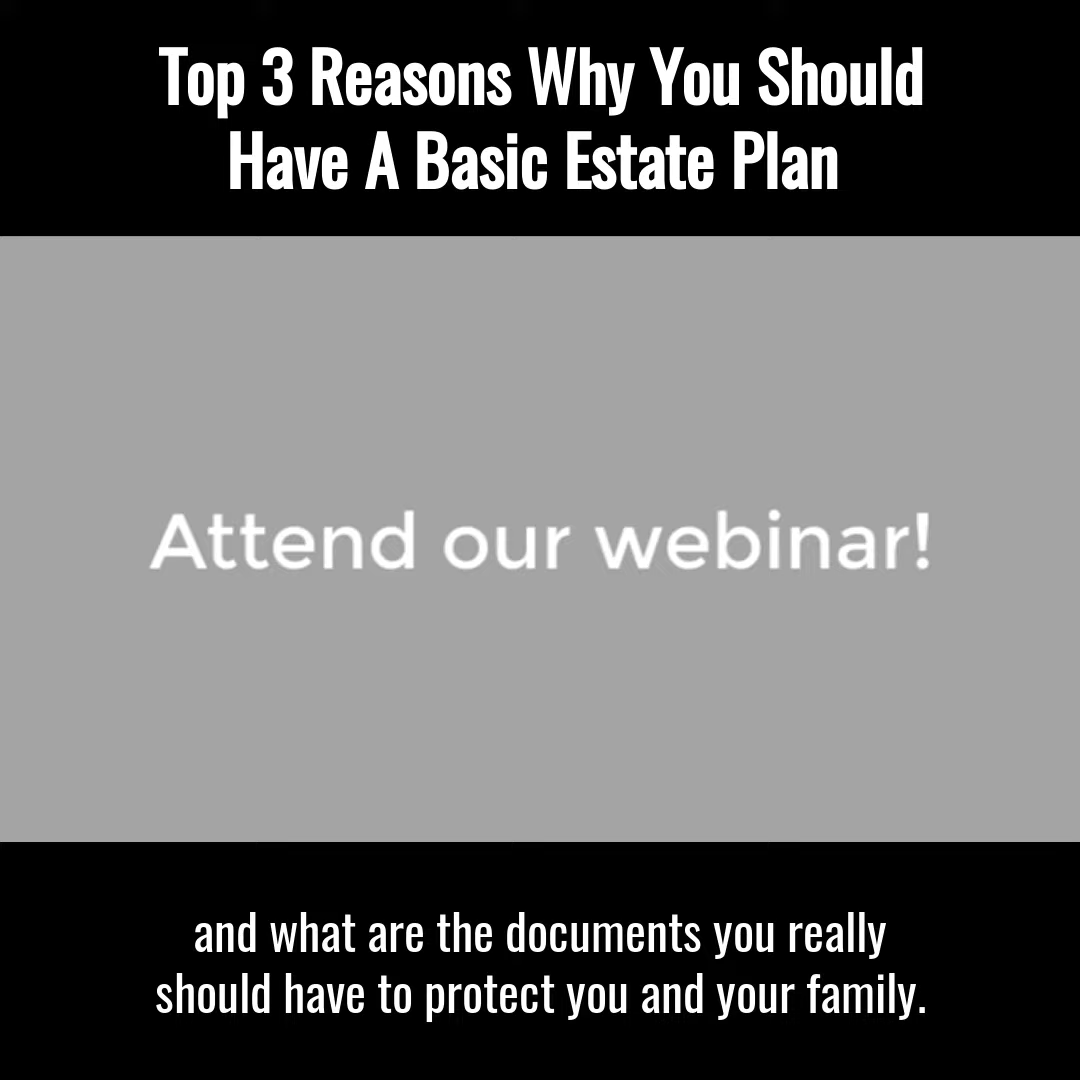 Top 3 Reasons Why You Should
Have A Basic Estate Plan
Attend our webinar!
and what are the documents you really
should have to protect you and your family.